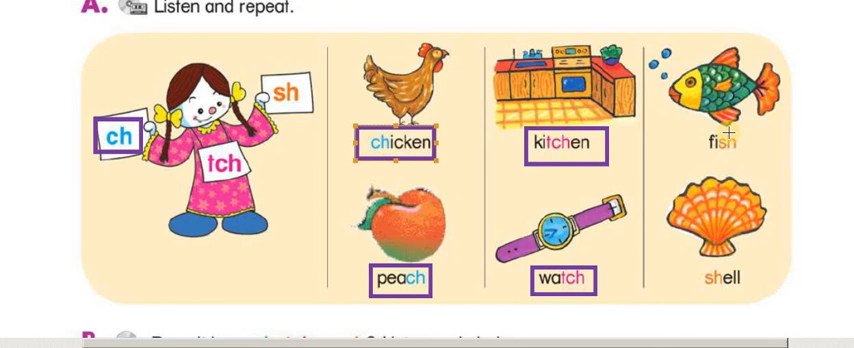 A. Listen and repeat.
ch
sh
tch
chicken
kitchen
fish
peach
watch
shell